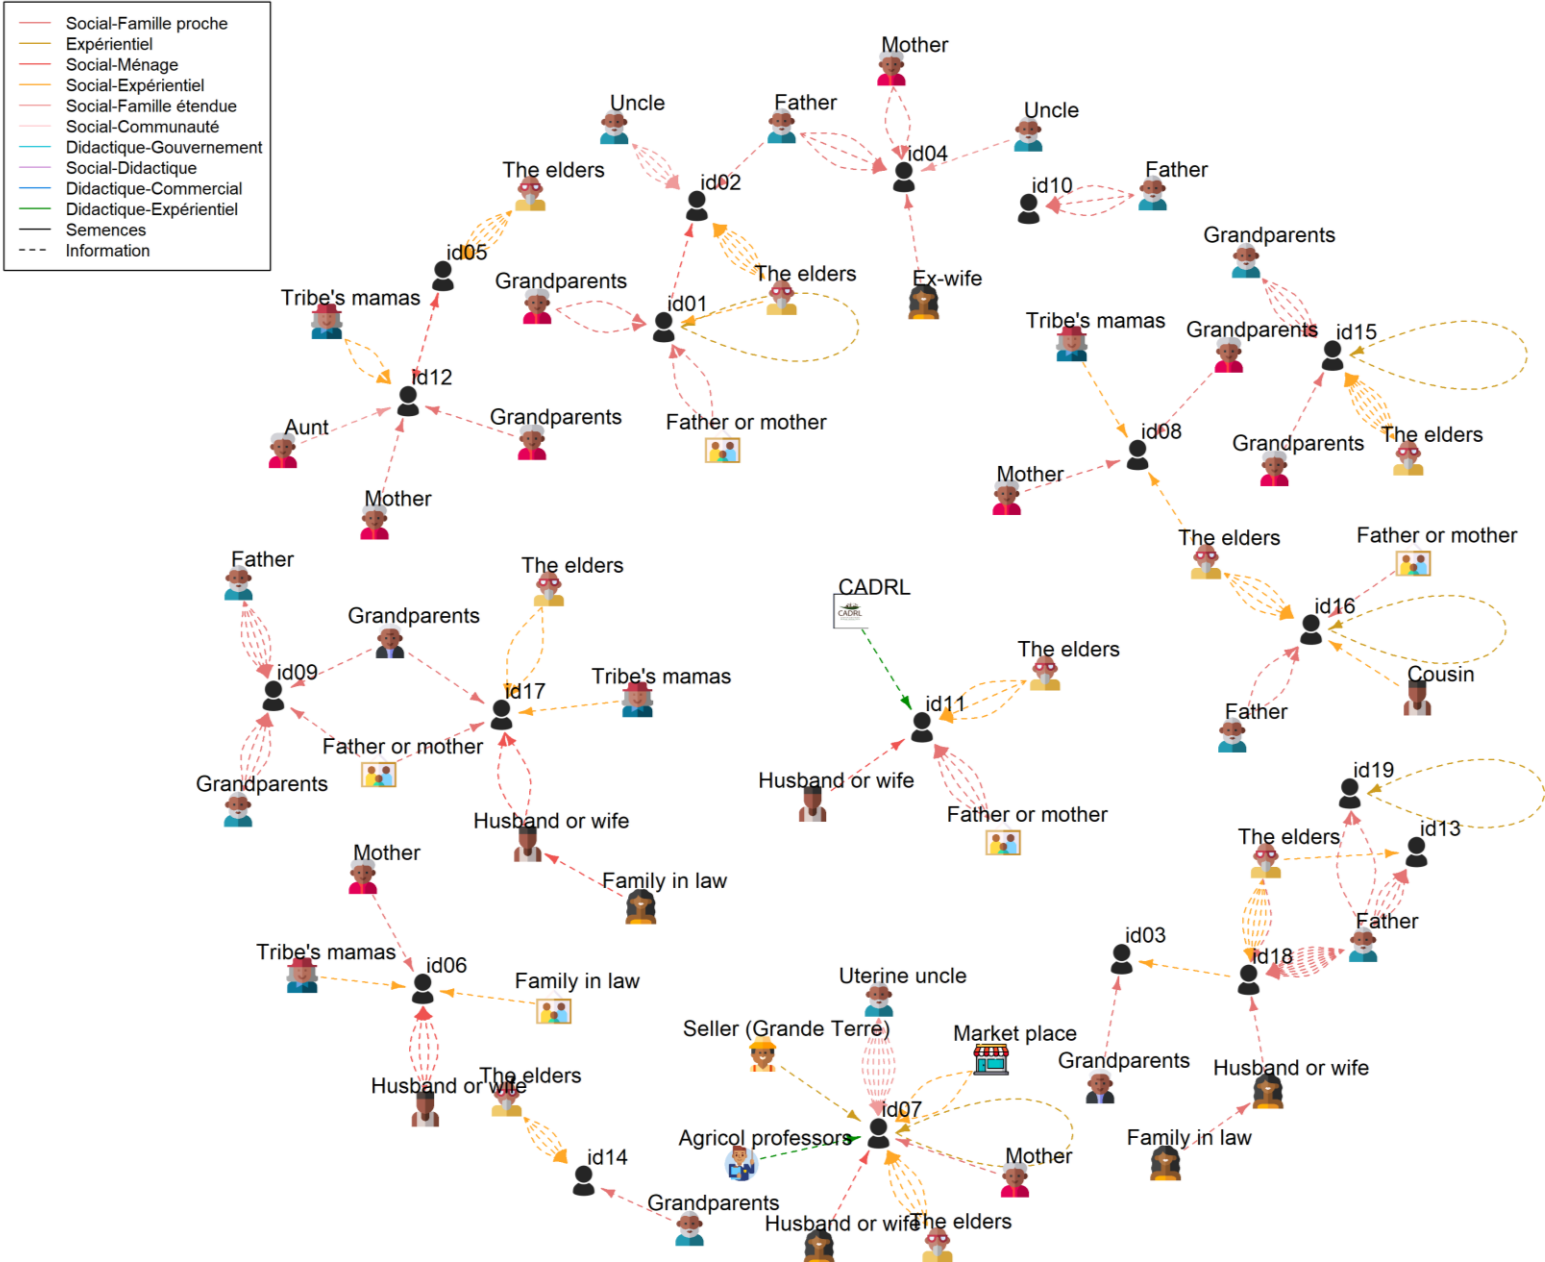 Social-Famille proche
Expérientiel
Social-Ménage
Social-Expérientiel
Social-Famille étendue
Social-Communauté
Didactique-Gouvernement
Social-Didactique
Didactique-Commercial
Didactique-Expérientiel
Semences
Information
Mother
Uncle
Father
Uncle
The elders
id02
id04
id10
Father
id05
Grandparents
Grandparents
The elders
Ex-wife
Tribe's mamas
id01
Tribe's mamas
Grandparents
id15
id12
Aunt
Grandparents
Father or mother
id08
Grandparents
The elders
Mother
Mother
The elders
Father or mother
Father
The elders
CADRL
CADRL
Grandparents
id16
id09
id17
Tribe's mamas
id11
The elders
Cousin
Father
Father or mother
Grandparents
Husband or wife
id19
Husband or wife
Father or mother
The elders
id13
Mother
Family in law
Father
id03
Tribe's mamas
id06
Family in law
Uterine uncle
id18
Seller (Grande Terre)
Market place
Grandparents
Husband or wife
Husband or wife
The elders
id07
Agricol professors
Family in law
id14
Mother
Grandparents
Husband or wife
The elders